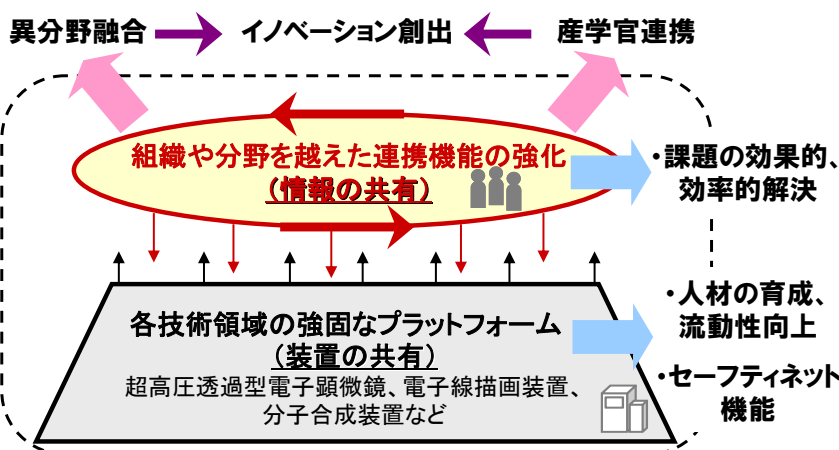 異分野融合
イノベーション創出
産学官連携
組織や分野を越えた連携機能の強化
(情報の共有)
・課題の効果的、
効率的解決
各技術領域の強固なプラットフォーム
(装置の共有)
超高圧透過型電子顕微鏡、電子線描画装置、
分子合成装置など
・人材の育成、
流動性向上
・セーフティネット
機能